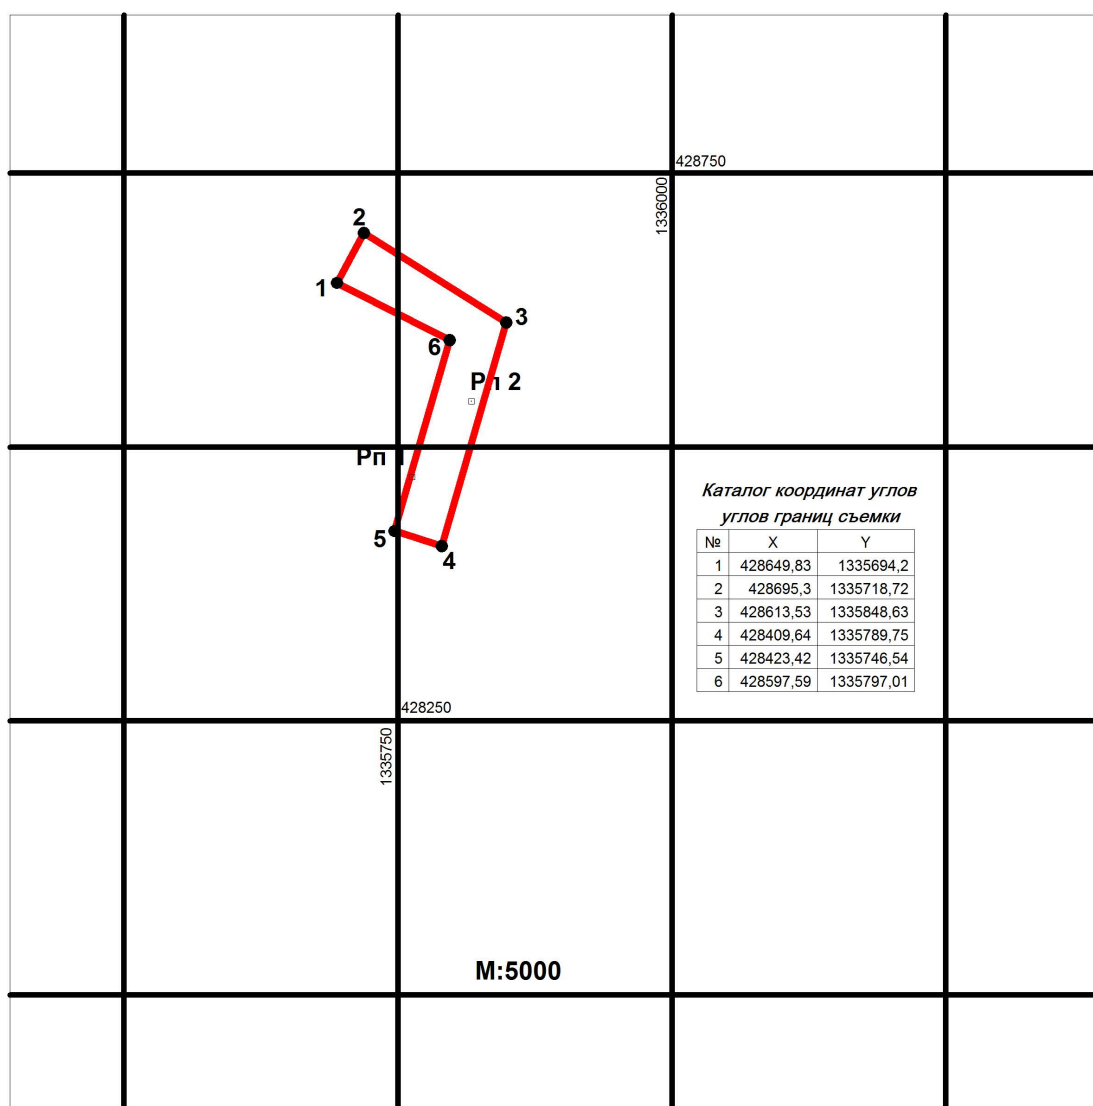 428750
1336000
2
1
3
6
Рп 2
Рп 1
5
4
Каталог координат углов
углов границ съемки
№ X Y
1 428649,83 1335694,2
2 428695,3 1335718,72
3 428613,53 1335848,63
4 428409,64 1335789,75
5 428423,42 1335746,54
6 428597,59 1335797,01
428250
1335750
М:5000